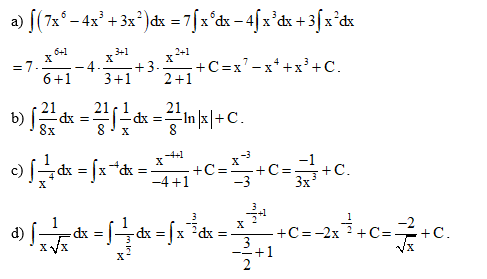 a) ∫(7x⁶ – 4x³ + 3x²)dx = 7∫x⁶dx – 4∫x³dx + 3∫x²dx
= 7· x⁶⁺¹/(6+1) – 4· x³⁺¹/(3+1) + 3· x²⁺¹/(2+1) + C = x⁷ – x⁴ + x³ + C.
b) ∫ 21/(8x) dx = 21/8 ∫ 1/x dx = 21/8 ln|x| + C.
c) ∫ 1/x⁴ dx = ∫x⁻⁴dx = x⁻⁴⁺¹/(–4+1) + C = x⁻³/(–3) + C = –1/(3x³) + C.
d) ∫ 1/(x√x) dx = ∫ 1/x^(3/2) dx = ∫x^(–3/2) dx = x^(–3/2+1)/(–3/2+1) + C = –2x^(–1/2) + C = –2/√x + C.